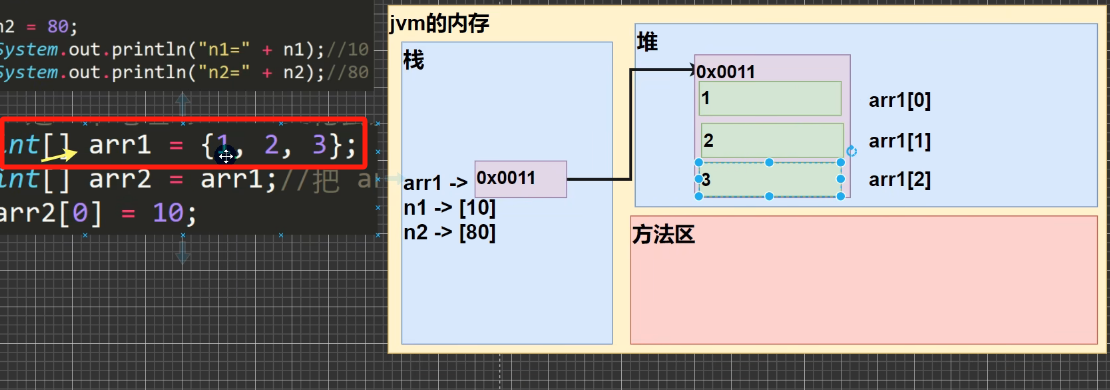 n2 = 80;
System.out.println("n1=" + n1);//10
System.out.println("n2=" + n2);//80
int[] arr1 = {1, 2, 3};
int[] arr2 = arr1;//把 a
arr2[0] = 10;
jvm的内存
栈
arr1 -> 0x0011
n1 -> [10]
n2 -> [80]
堆
0x0011
1 arr1[0]
2 arr1[1]
3 arr1[2]
方法区